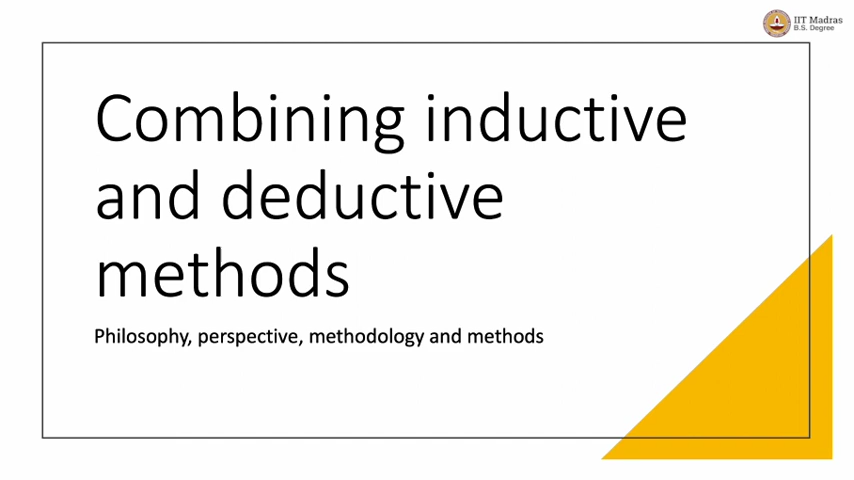 IIT Madras
B.S. Degree
Combining inductive
and deductive
methods
Philosophy, perspective, methodology and methods